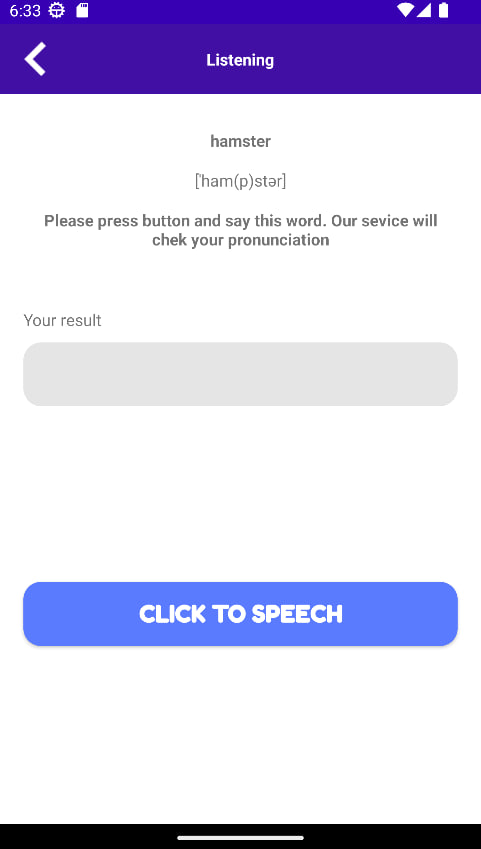 6:33
Listening
hamster
['ham(p)stər]
Please press button and say this word. Our sevice will
chek your pronunciation
Your result
CLICK TO SPEECH